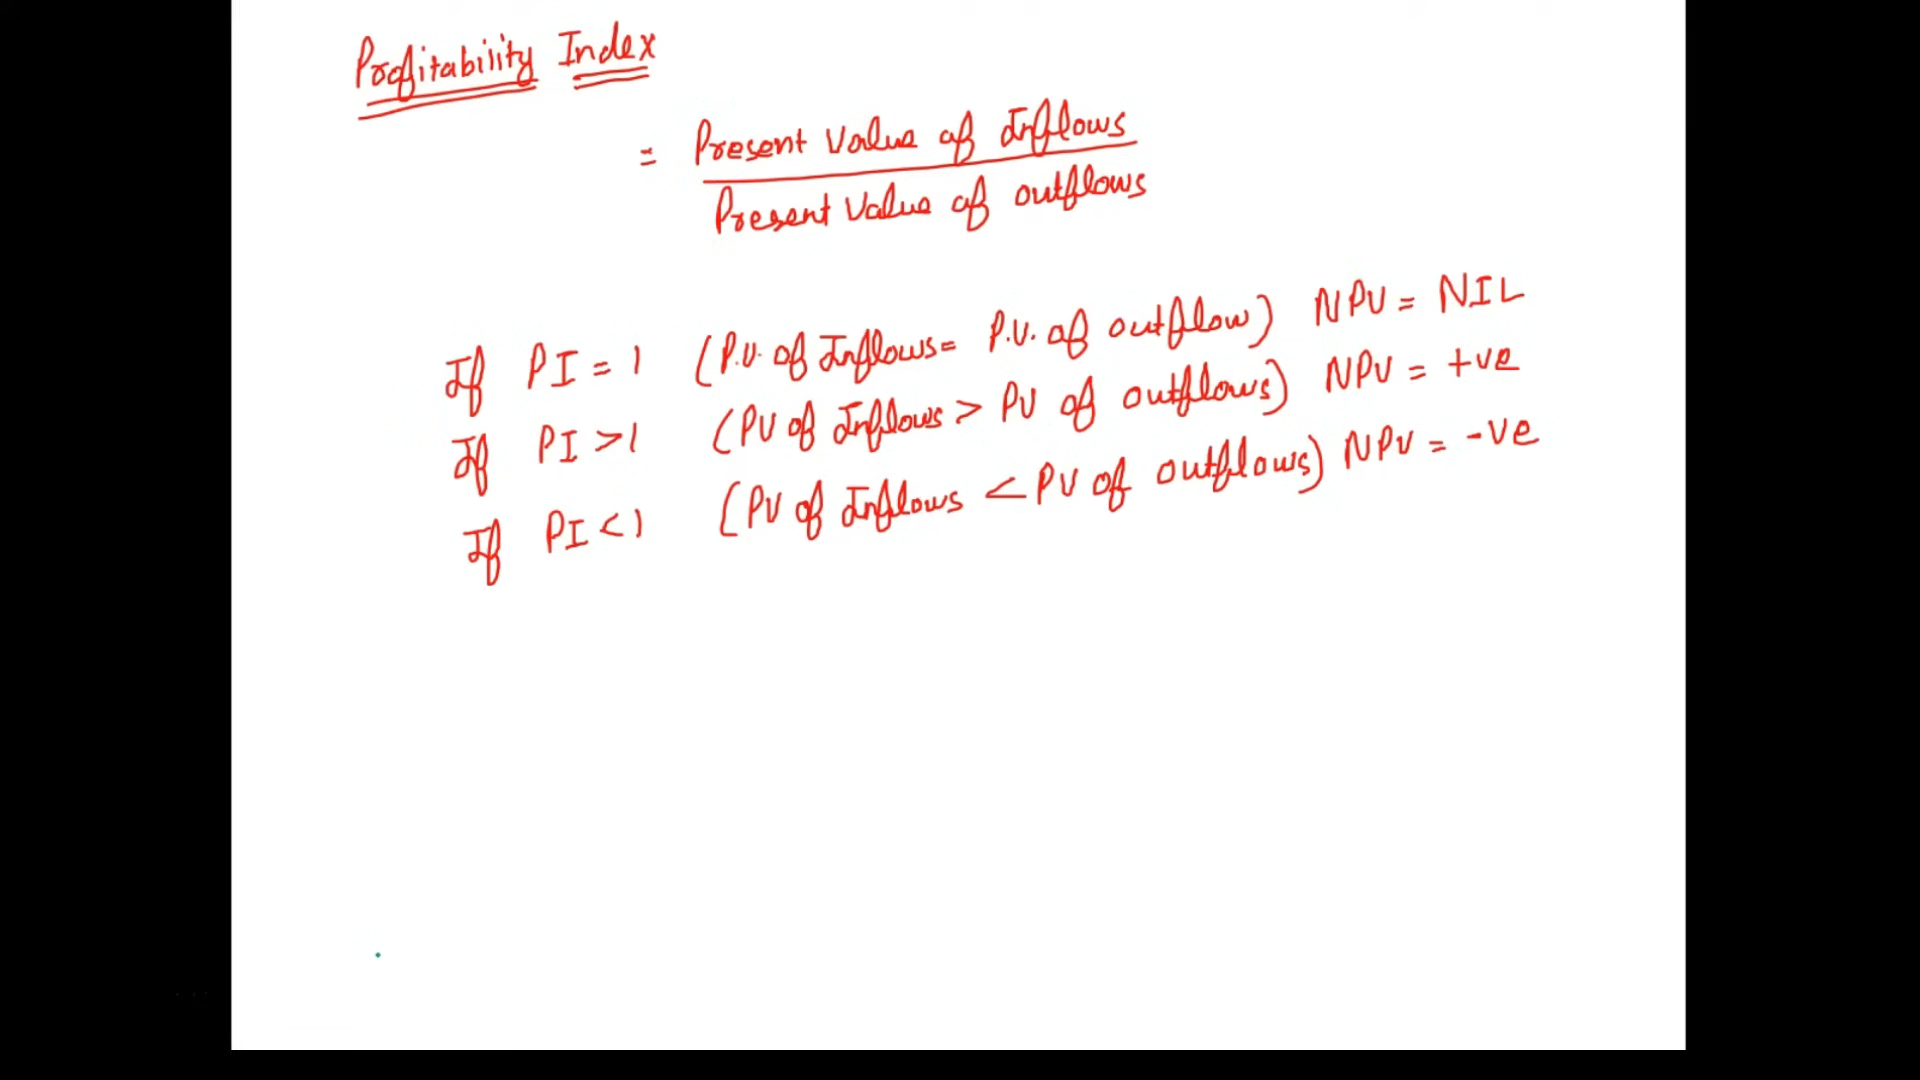 Profitability Index
= Present Value of Inflows
Present Value of outflows
If PI = 1 (P.V. of Inflows = P.V. of outflow) NPV = NIL
If PI > 1 (PV of Inflows > PV of outflows) NPV = +ve
If PI < 1 (PV of Inflows < PV of outflows) NPV = -ve